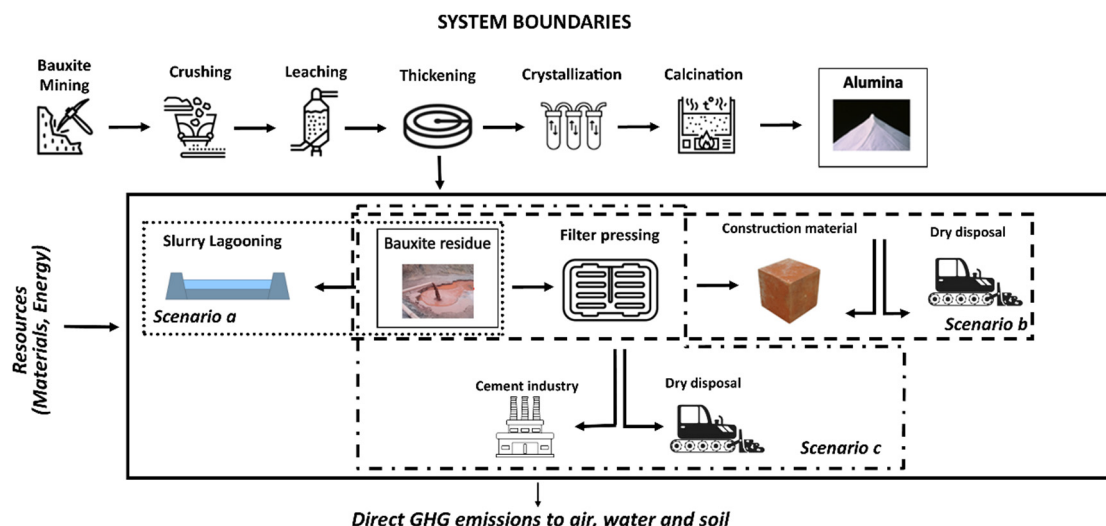 SYSTEM BOUNDARIES
Bauxite
Mining
Crushing
Leaching
Thickening
Crystallization
Calcination
t°
Alumina
Resources
(Materials, Energy)
Slurry Lagooning
Scenario a
Bauxite residue
Filter pressing
Construction material
Dry disposal
Scenario b
Cement industry
Dry disposal
Scenario c
Direct GHG emissions to air, water and soil